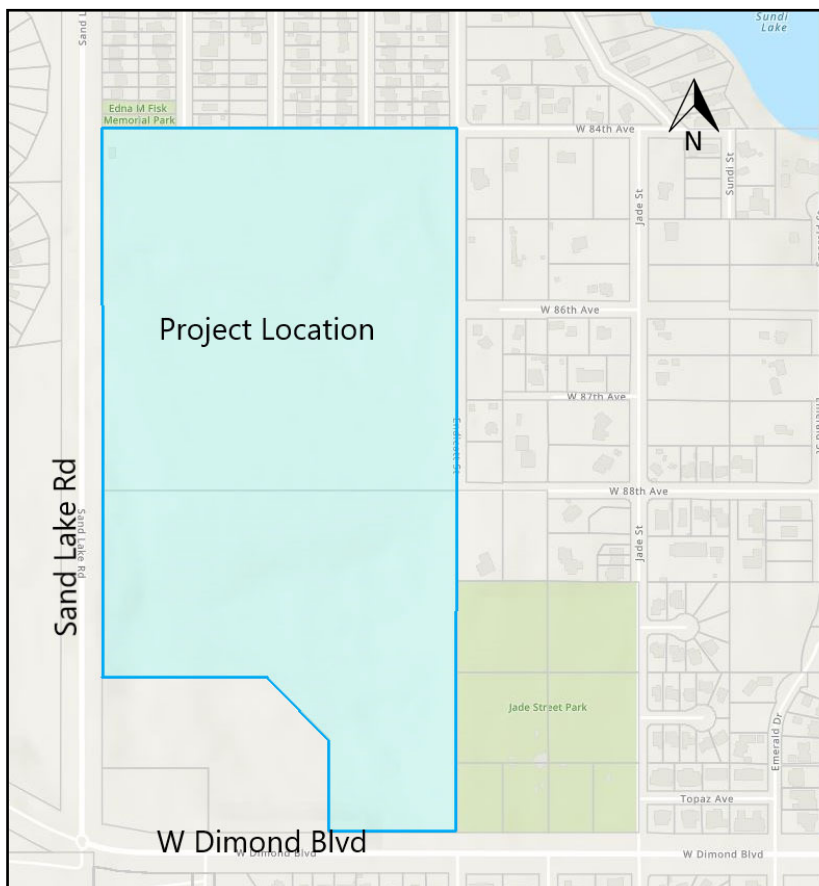 Sundi
Lake
Edna M Fisk
Memorial Park
W 84th Ave
N
Sundi St
Jade St
W 86th Ave
Project Location
W 87th Ave
Endicott St
W 88th Ave
Sand Lake Rd
Sand Lake Rd
Jade St
Jade Street Park
Emerald Dr
Topaz Ave
W Dimond Blvd
W Dimond Blvd
W Dimond Blvd